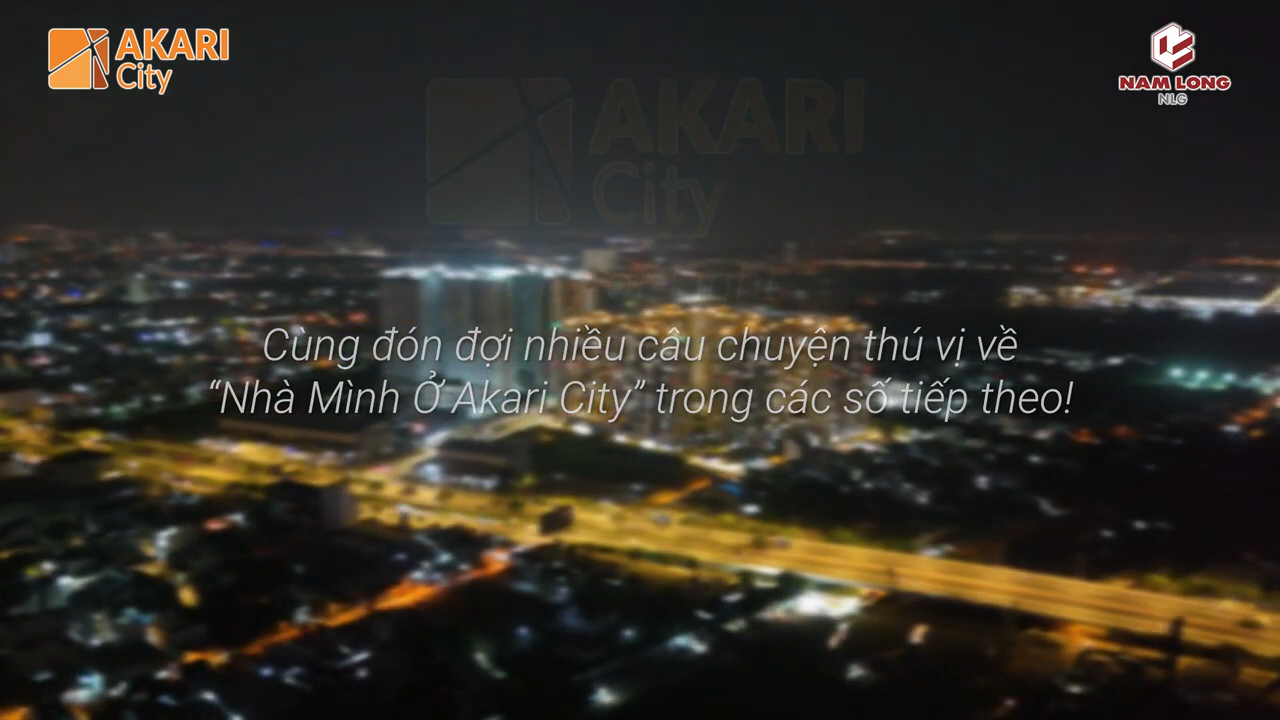 AKARI
City
NAM LONG
NLG
AKARI
City
Cùng đón đợi nhiều câu chuyện thú vị về
“Nhà Mình Ở Akari City” trong các số tiếp theo!